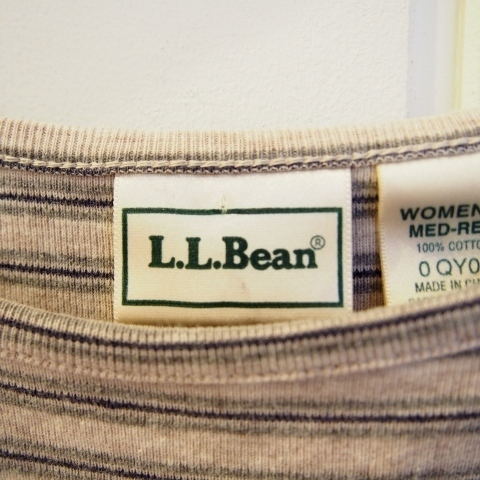 L.L.Bean®
WOMEN
MED-RE
100% COTTO
0 QY0
MADE IN